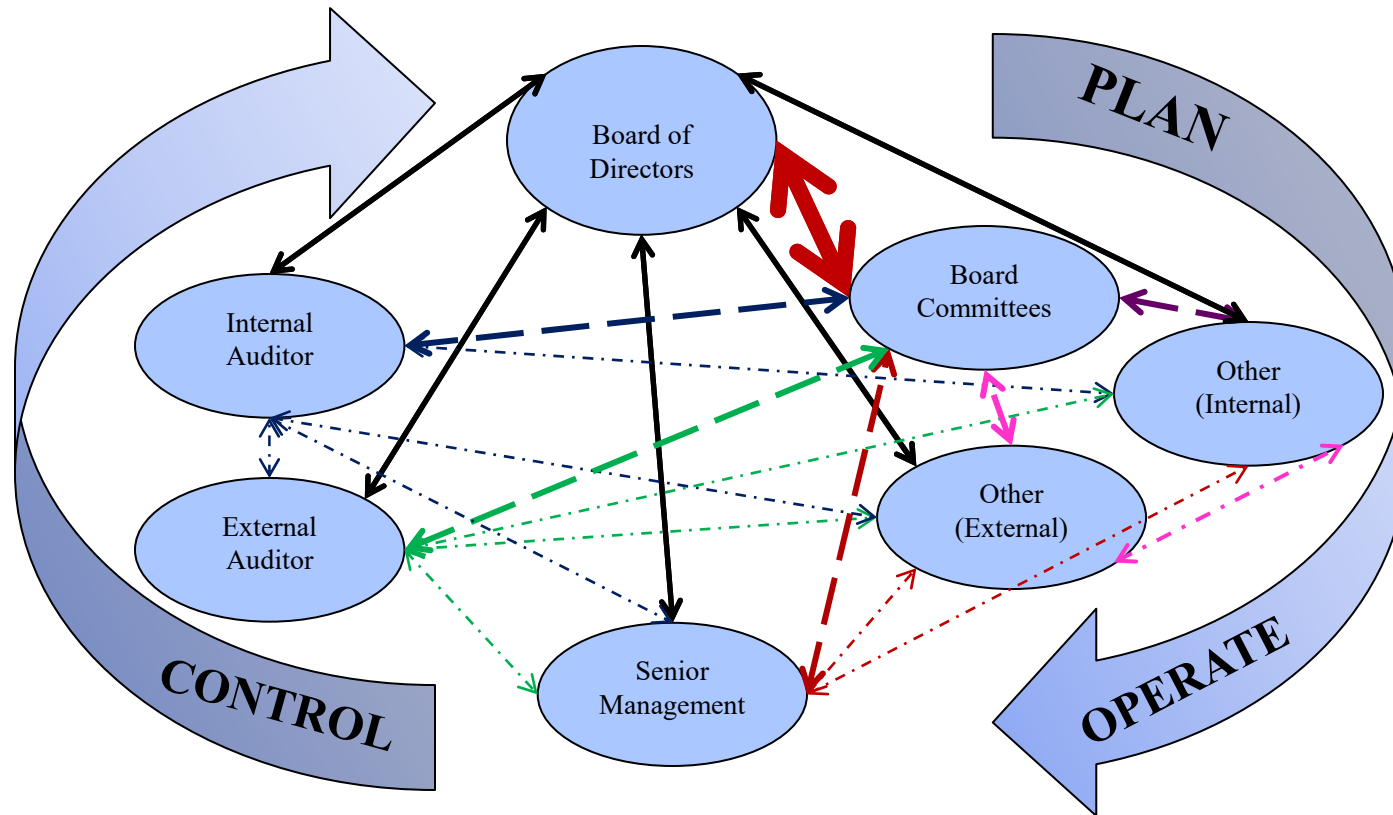 PLAN
Board of
Directors
Board
Committees
Internal
Auditor
Other
(Internal)
Other
(External)
External
Auditor
Senior
Management
OPERATE
CONTROL